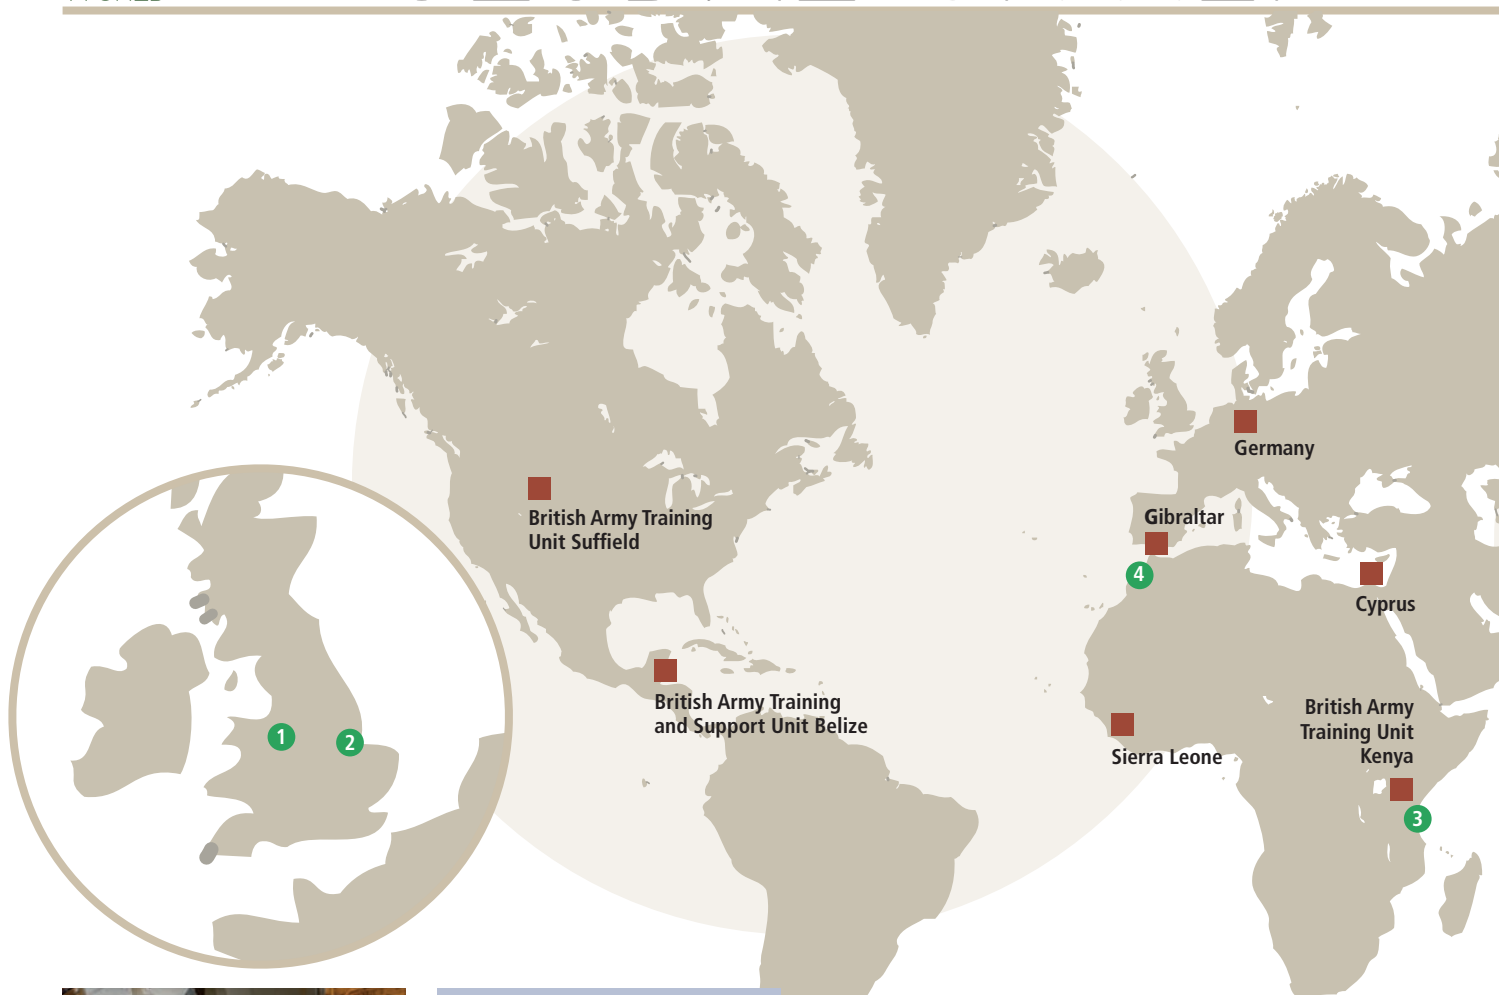 Germany
British Army Training
Unit Suffield
Gibraltar
4
Cyprus
British Army Training
and Support Unit Belize
British Army
Training Unit
Kenya
Sierra Leone
1
2
3